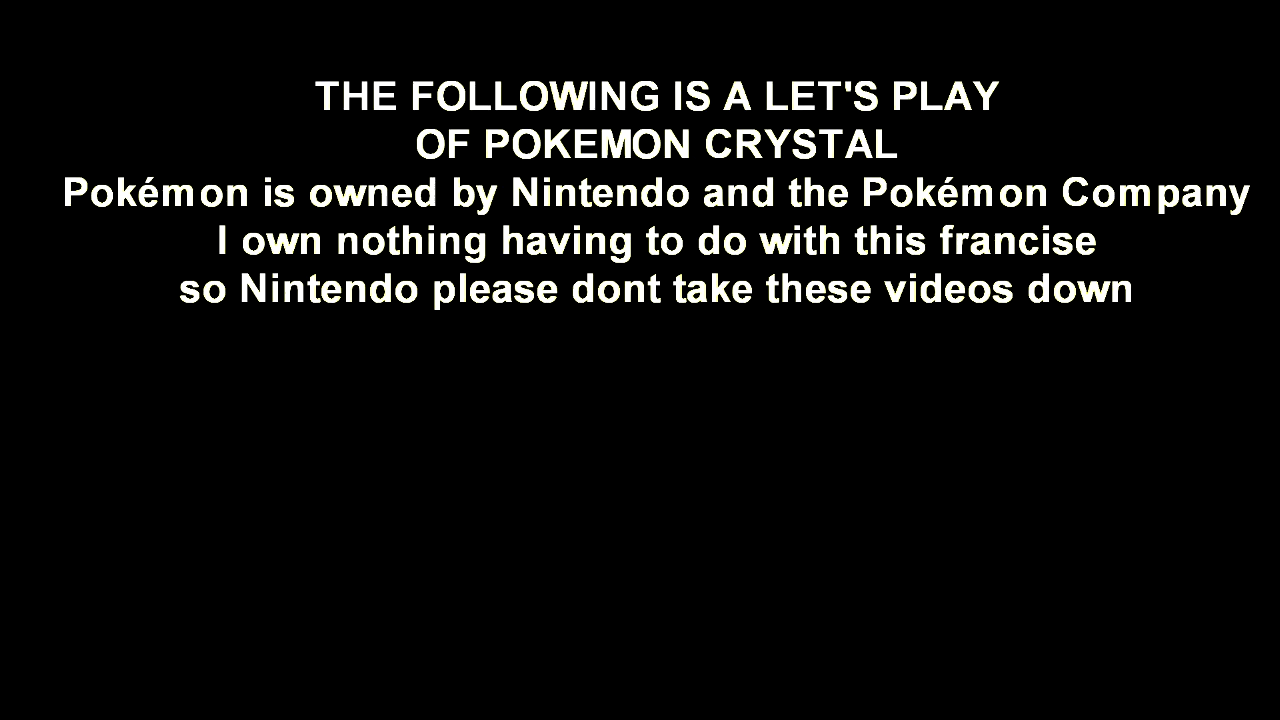 THE FOLLOWING IS A LET'S PLAY
OF POKEMON CRYSTAL
Pokémon is owned by Nintendo and the Pokémon Company
I own nothing having to do with this francise
so Nintendo please dont take these videos down